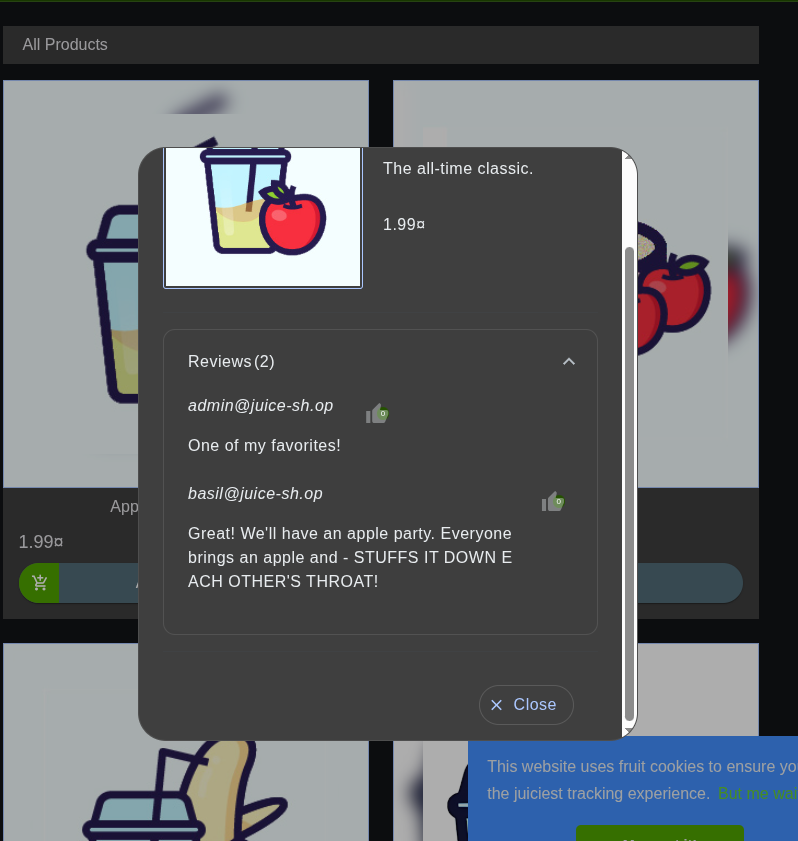 All Products
The all-time classic.
1.99¤
Reviews (2)
admin@juice-sh.op
0
One of my favorites!
basil@juice-sh.op
0
Great! We'll have an apple party. Everyone
brings an apple and - STUFFS IT DOWN E
ACH OTHER'S THROAT!
Close
1.99¤
This website uses fruit cookies to ensure
the juiciest tracking experience. But me